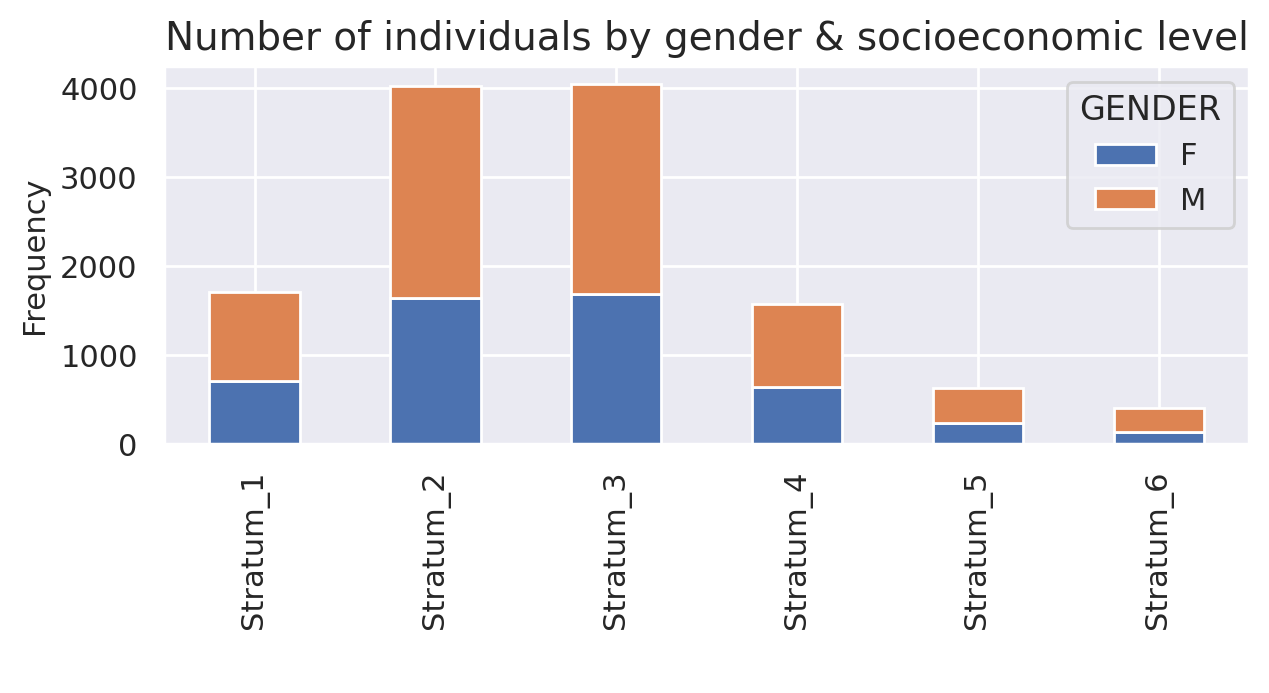 Number of individuals by gender & socioeconomic level
GENDER
F
M
Frequency
4000
3000
2000
1000
0
Stratum_1
Stratum_2
Stratum_3
Stratum_4
Stratum_5
Stratum_6